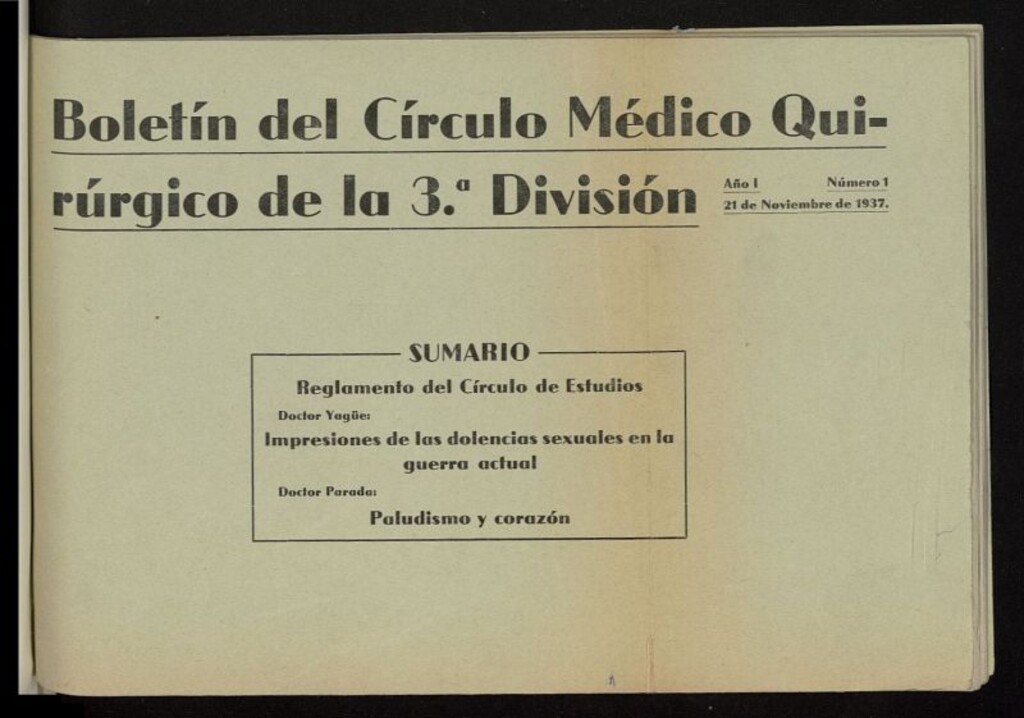 Boletín del Círculo Médico Qui-
rúrgico de la 3.ª División
Año I Número 1
21 de Noviembre de 1937.
SUMARIO
Reglamento del Círculo de Estudios
Doctor Yagüe:
Impresiones de las dolencias sexuales en la
guerra actual
Doctor Parada:
Paludismo y corazón